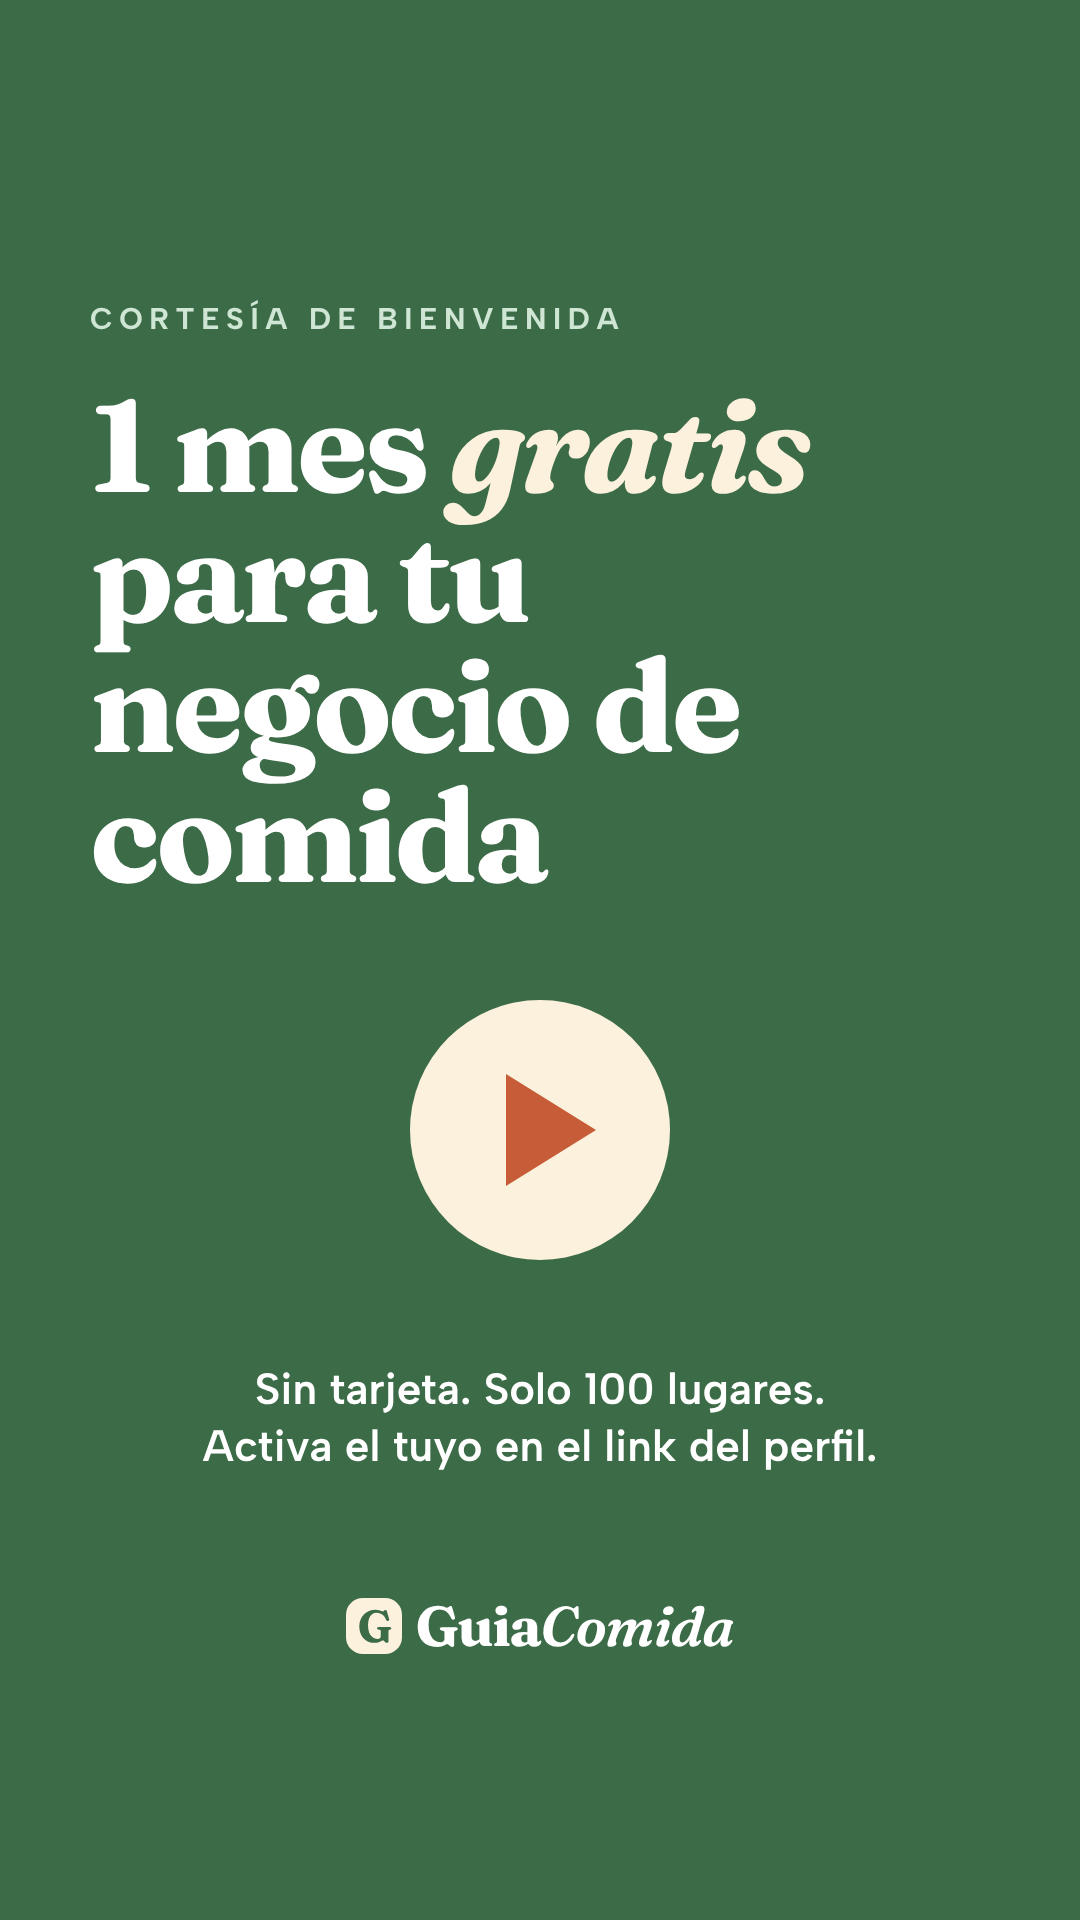 CORTESÍA DE BIENVENIDA
1 mes gratis
para tu
negocio de
comida
Sin tarjeta. Solo 100 lugares.
Activa el tuyo en el link del perfil.
G GuiaComida